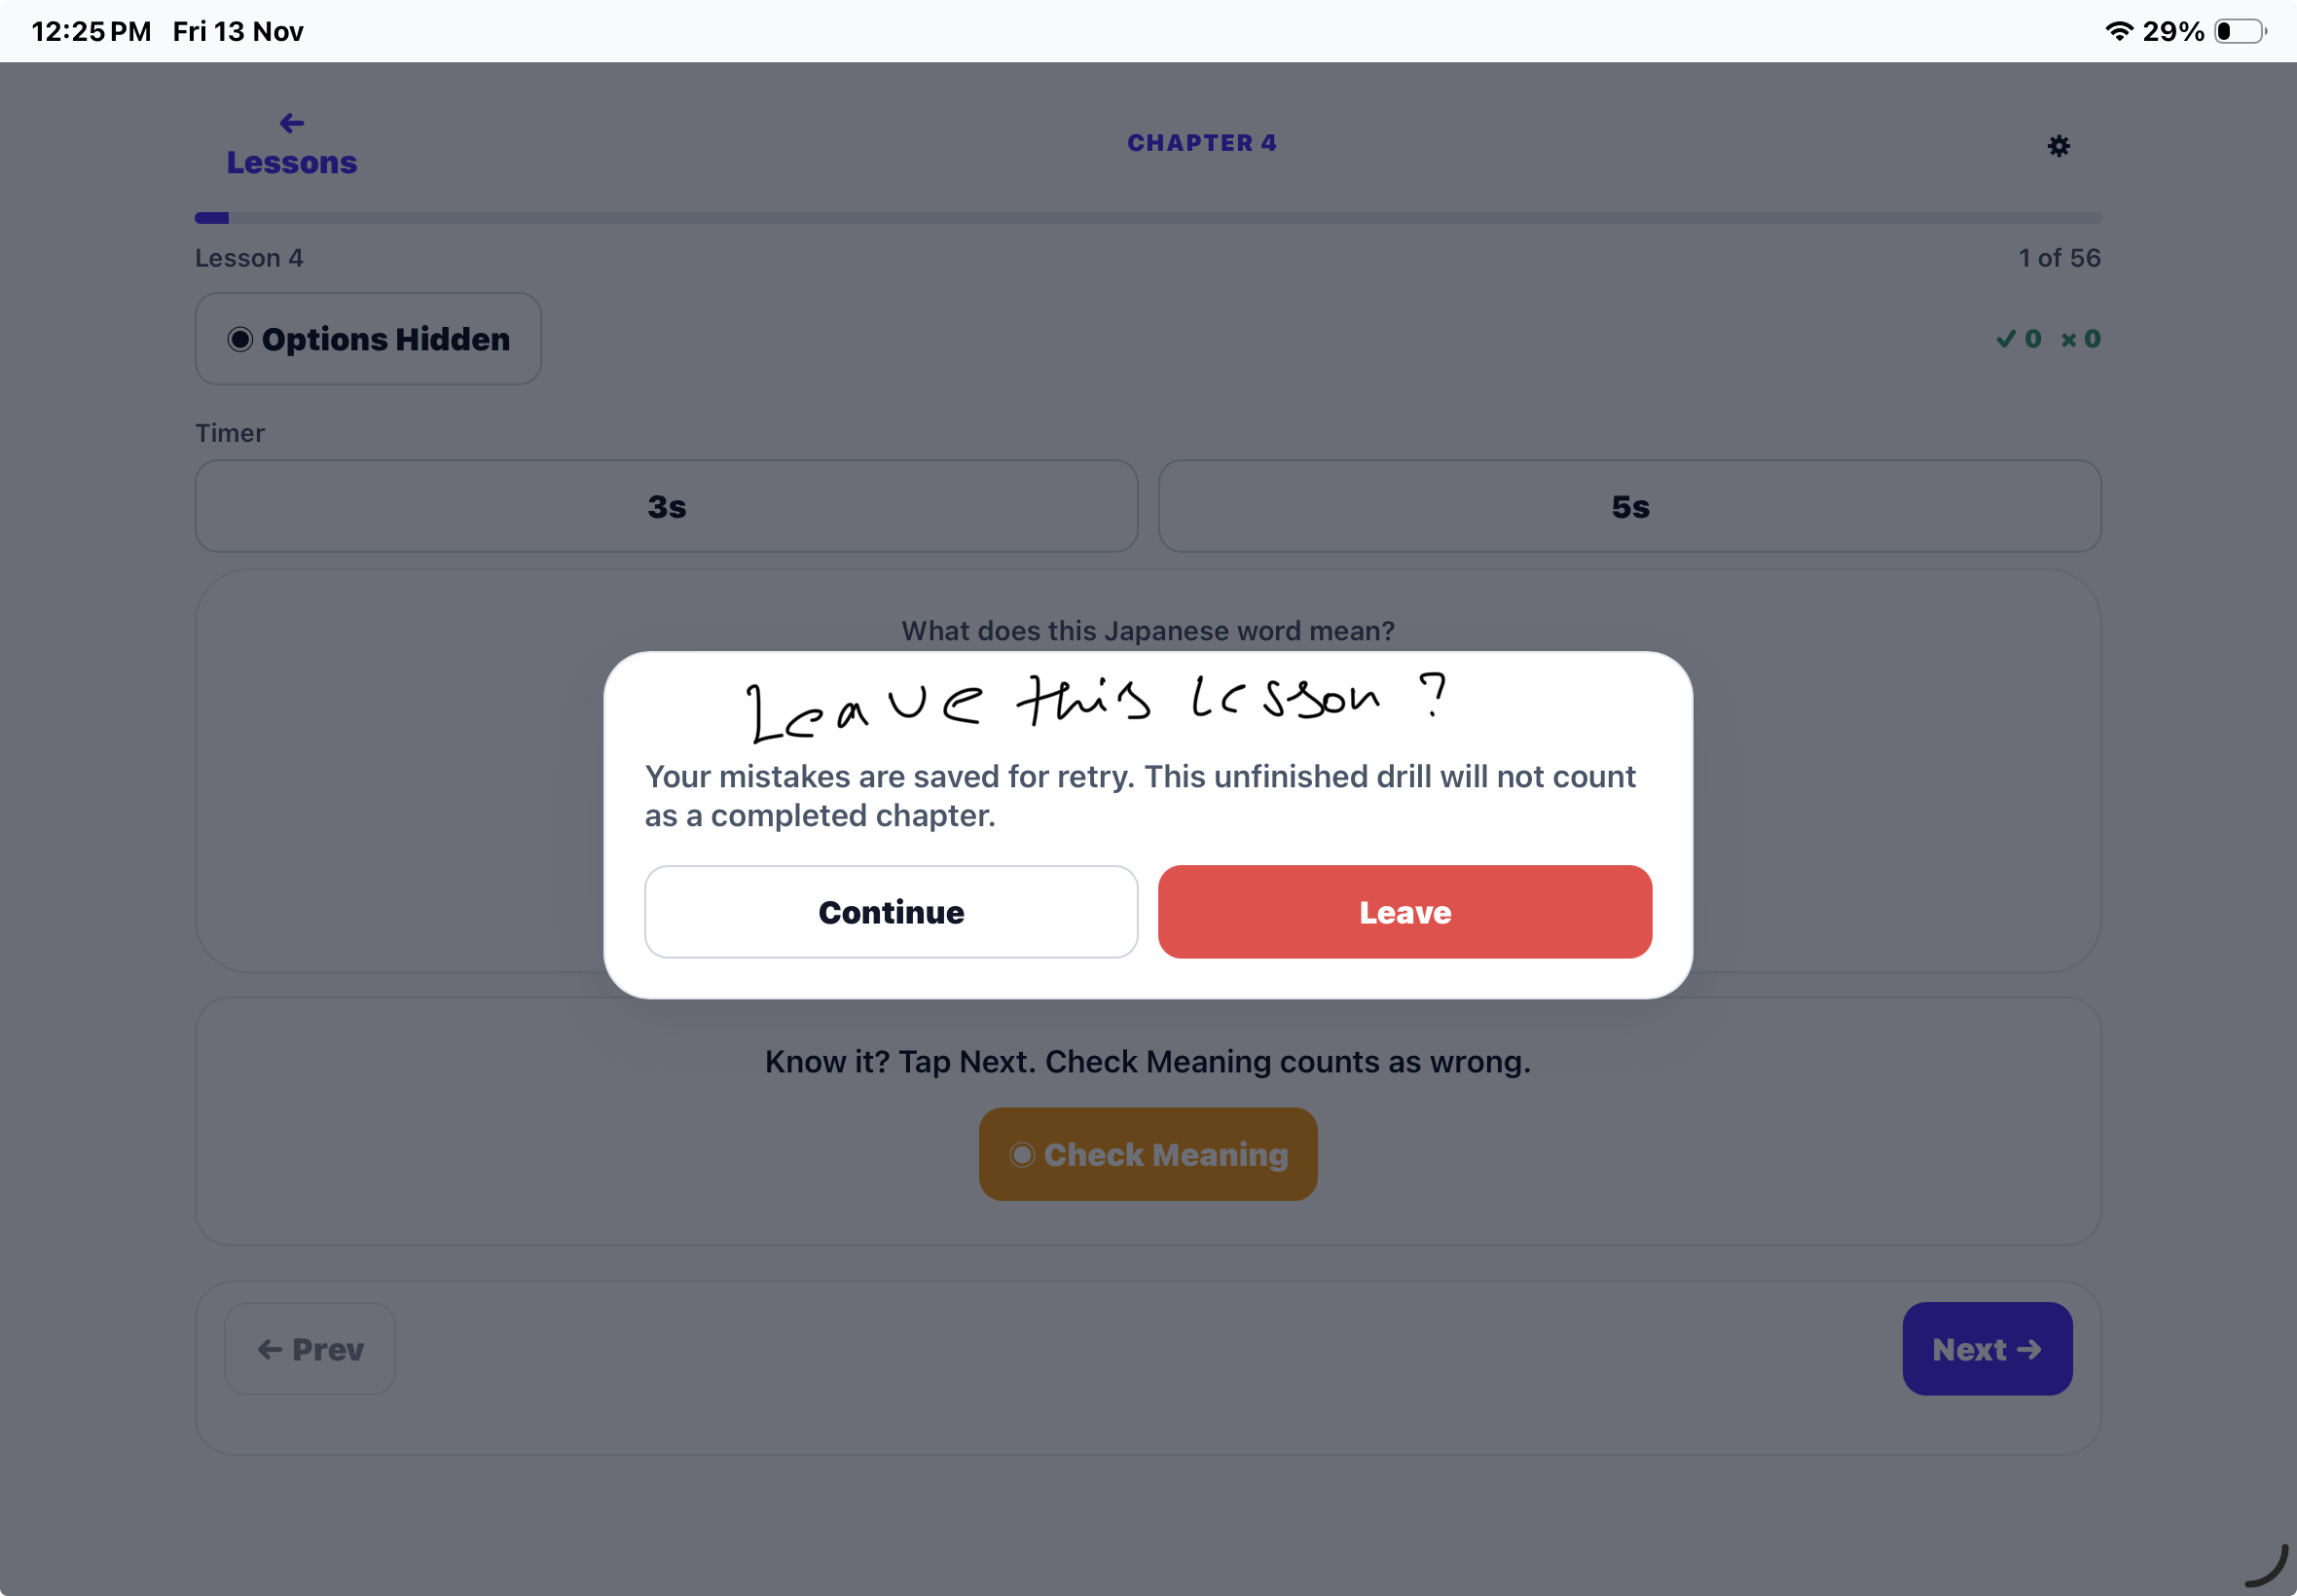 12:25 PM Fri 13 Nov 29%
← Lessons
CHAPTER 4
Lesson 4 1 of 56
Options Hidden ✓ 0 × 0
Timer
3s 5s
What does this Japanese word mean?
Leave this lesson?
Your mistakes are saved for retry. This unfinished drill will not count
as a completed chapter.
Continue Leave
Know it? Tap Next. Check Meaning counts as wrong.
Check Meaning
← Prev Next →